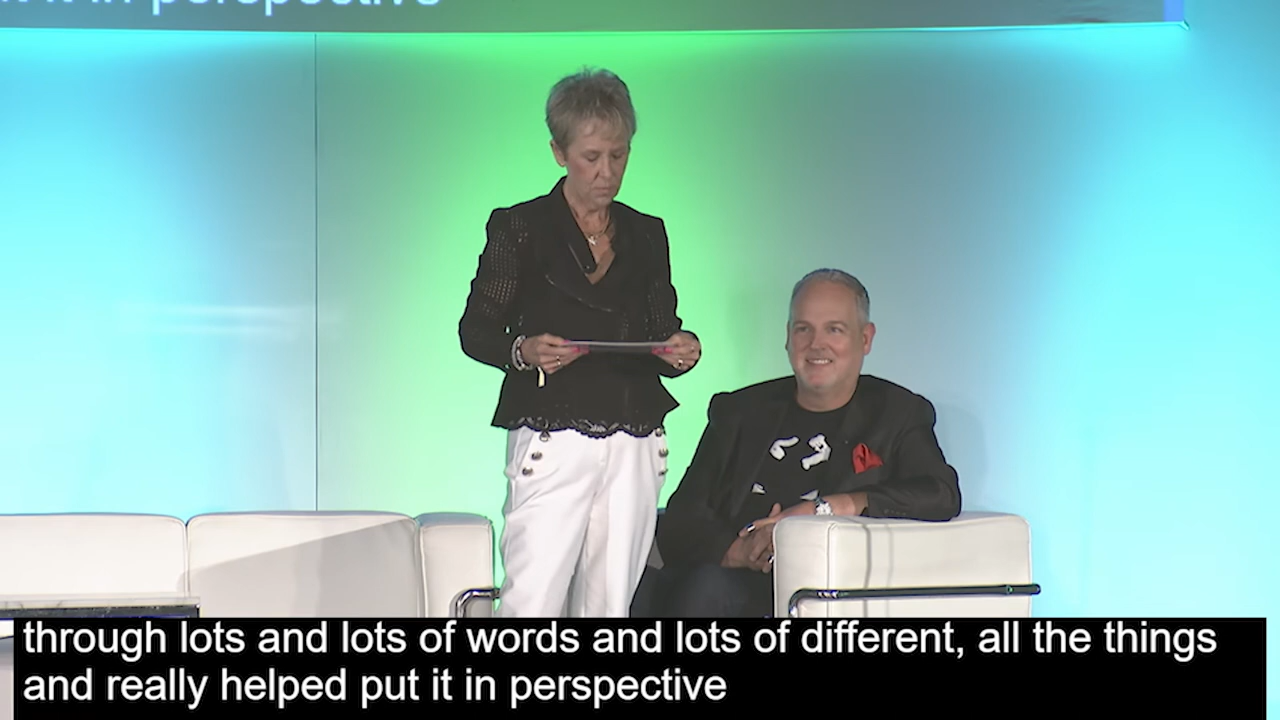 it in perspective
through lots and lots of words and lots of different, all the things
and really helped put it in perspective